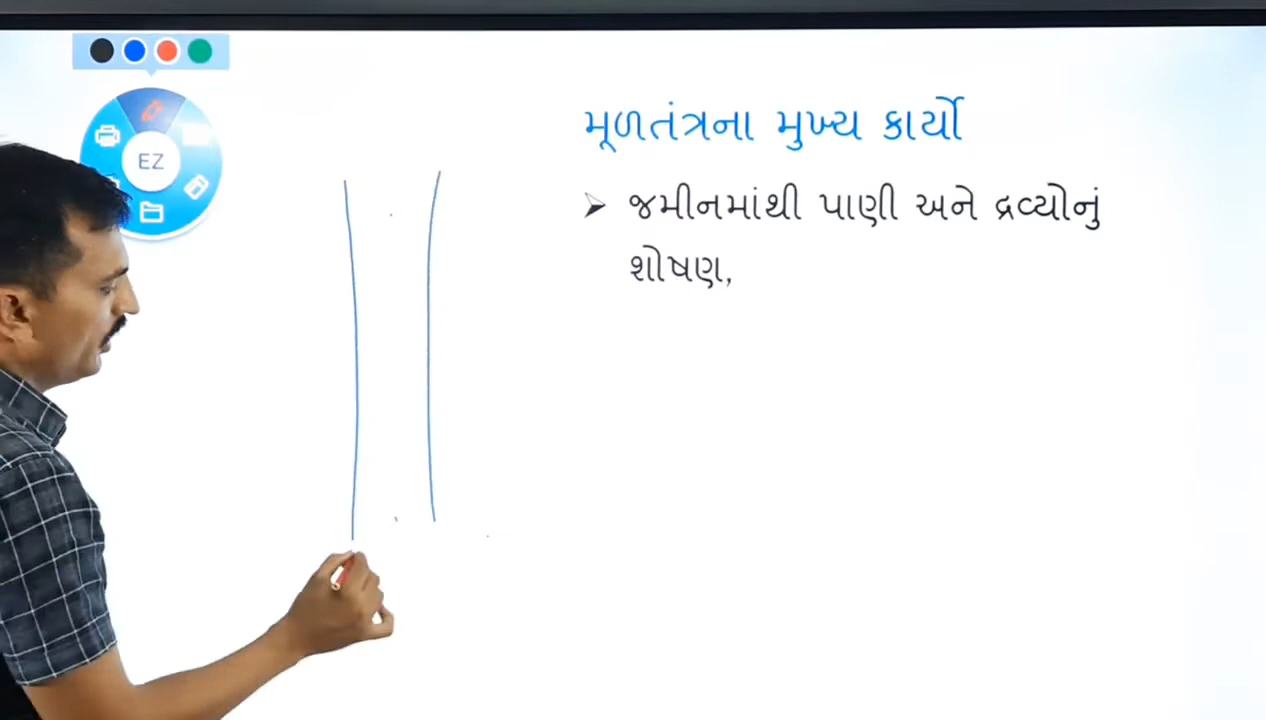 EZ
મૂળતંત્રના મુખ્ય કાર્યો
➢ જમીનમાંથી પાણી અને દ્રવ્યોનું
શોષણ,